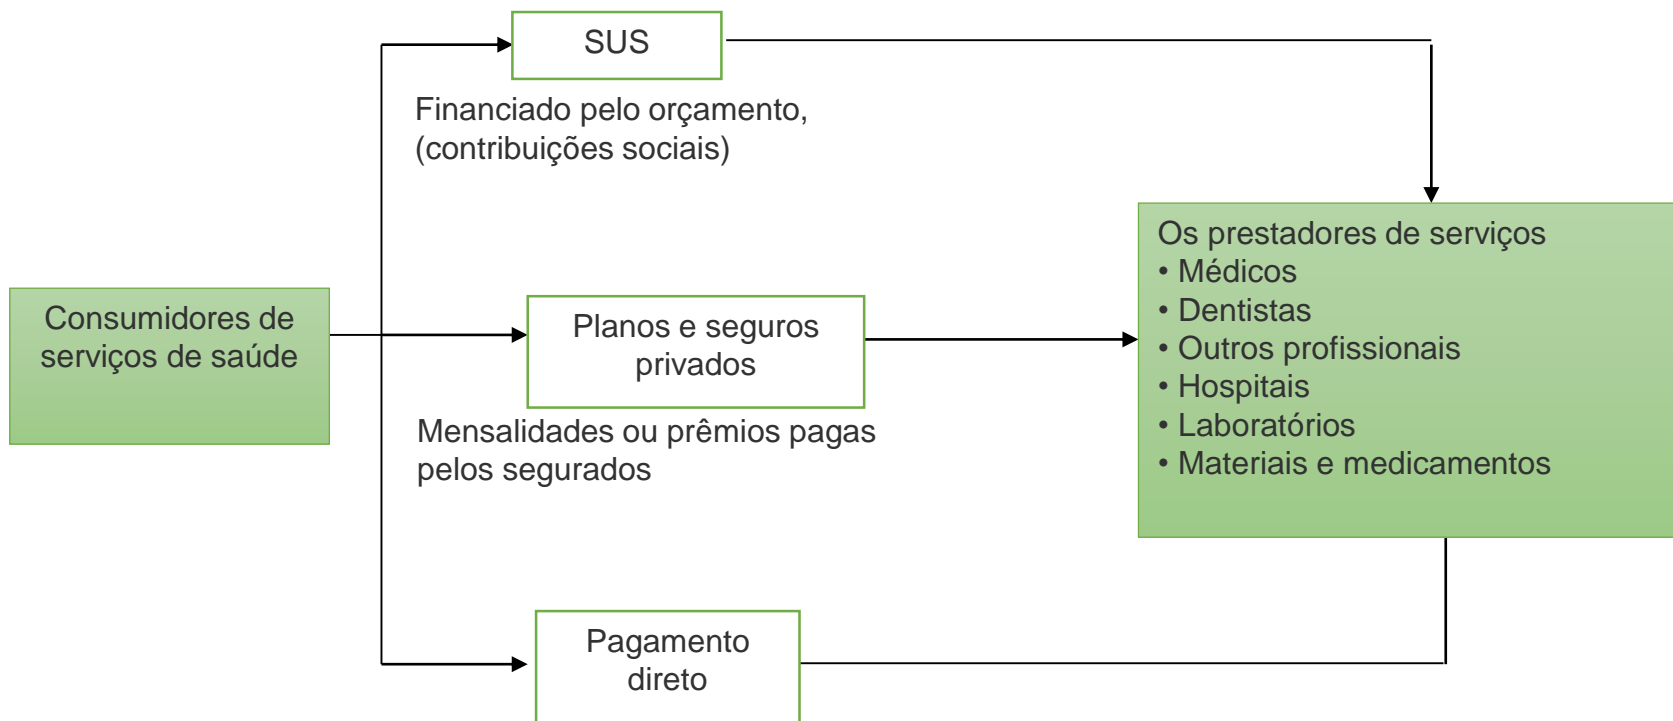 SUS
Financiado pelo orçamento,
(contribuições sociais)
Consumidores de
serviços de saúde
Planos e seguros
privados
Mensalidades ou prêmios pagas
pelos segurados
Pagamento
direto
Os prestadores de serviços
• Médicos
• Dentistas
• Outros profissionais
• Hospitais
• Laboratórios
• Materiais e medicamentos